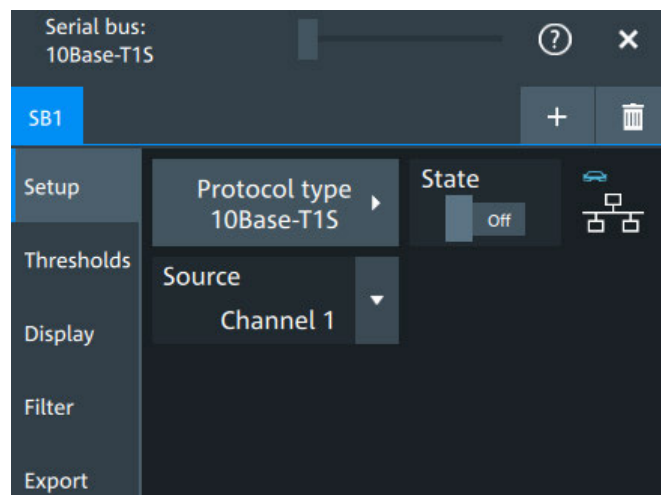 Serial bus:
10Base-T1S
?
×
SB1
+
Setup
Protocol type
10Base-T1S
State
Off
Thresholds
Source
Channel 1
Display
Filter
Export